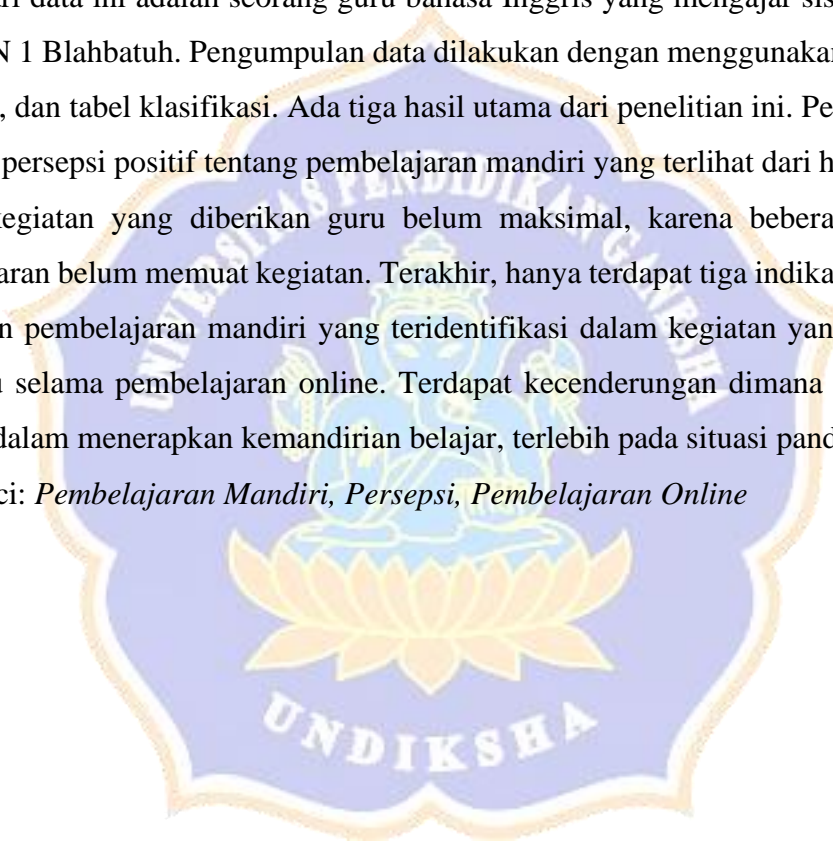 ri data ini adalah seorang guru bahasa Inggris yang mengajar sis
N 1 Blahbatuh. Pengumpulan data dilakukan dengan menggunakan
, dan tabel klasifikasi. Ada tiga hasil utama dari penelitian ini. Pe
persepsi positif tentang pembelajaran mandiri yang terlihat dari h
kegiatan yang diberikan guru belum maksimal, karena bebera
aran belum memuat kegiatan. Terakhir, hanya terdapat tiga indika
n pembelajaran mandiri yang teridentifikasi dalam kegiatan yan
u selama pembelajaran online. Terdapat kecenderungan dimana
dalam menerapkan kemandirian belajar, terlebih pada situasi pand
ci: Pembelajaran Mandiri, Persepsi, Pembelajaran Online
UNIVERSITAS PENDIDIKAN GANESHA
UNDIKSHA